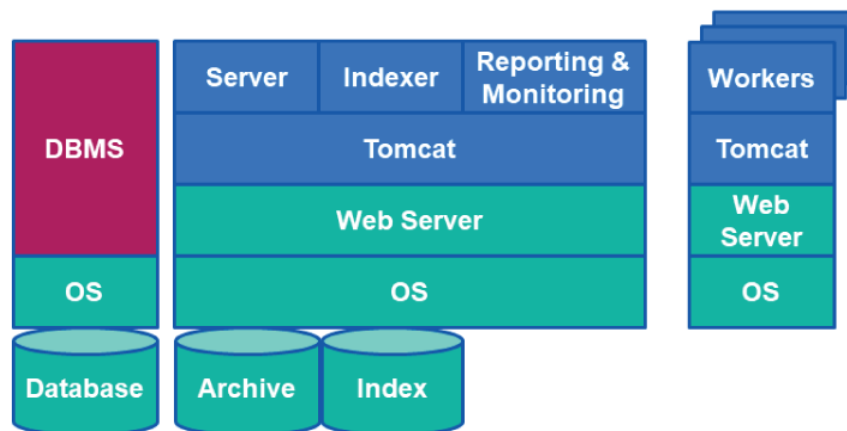 DBMS
OS
Database
Server
Indexer
Reporting &
Monitoring
Tomcat
Web Server
OS
Archive
Index
Workers
Tomcat
Web
Server
OS